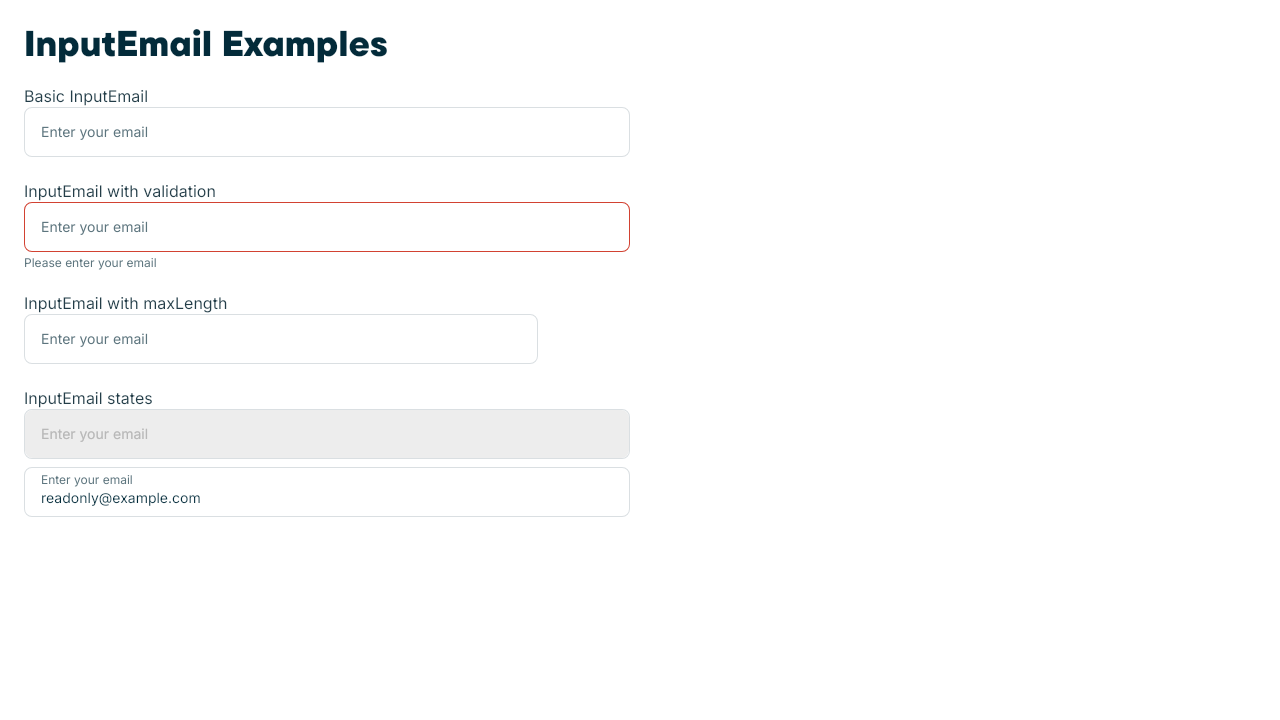 InputEmail Examples
Basic InputEmail
Enter your email
InputEmail with validation
Enter your email
Please enter your email
InputEmail with maxLength
Enter your email
InputEmail states
Enter your email
Enter your email
readonly@example.com